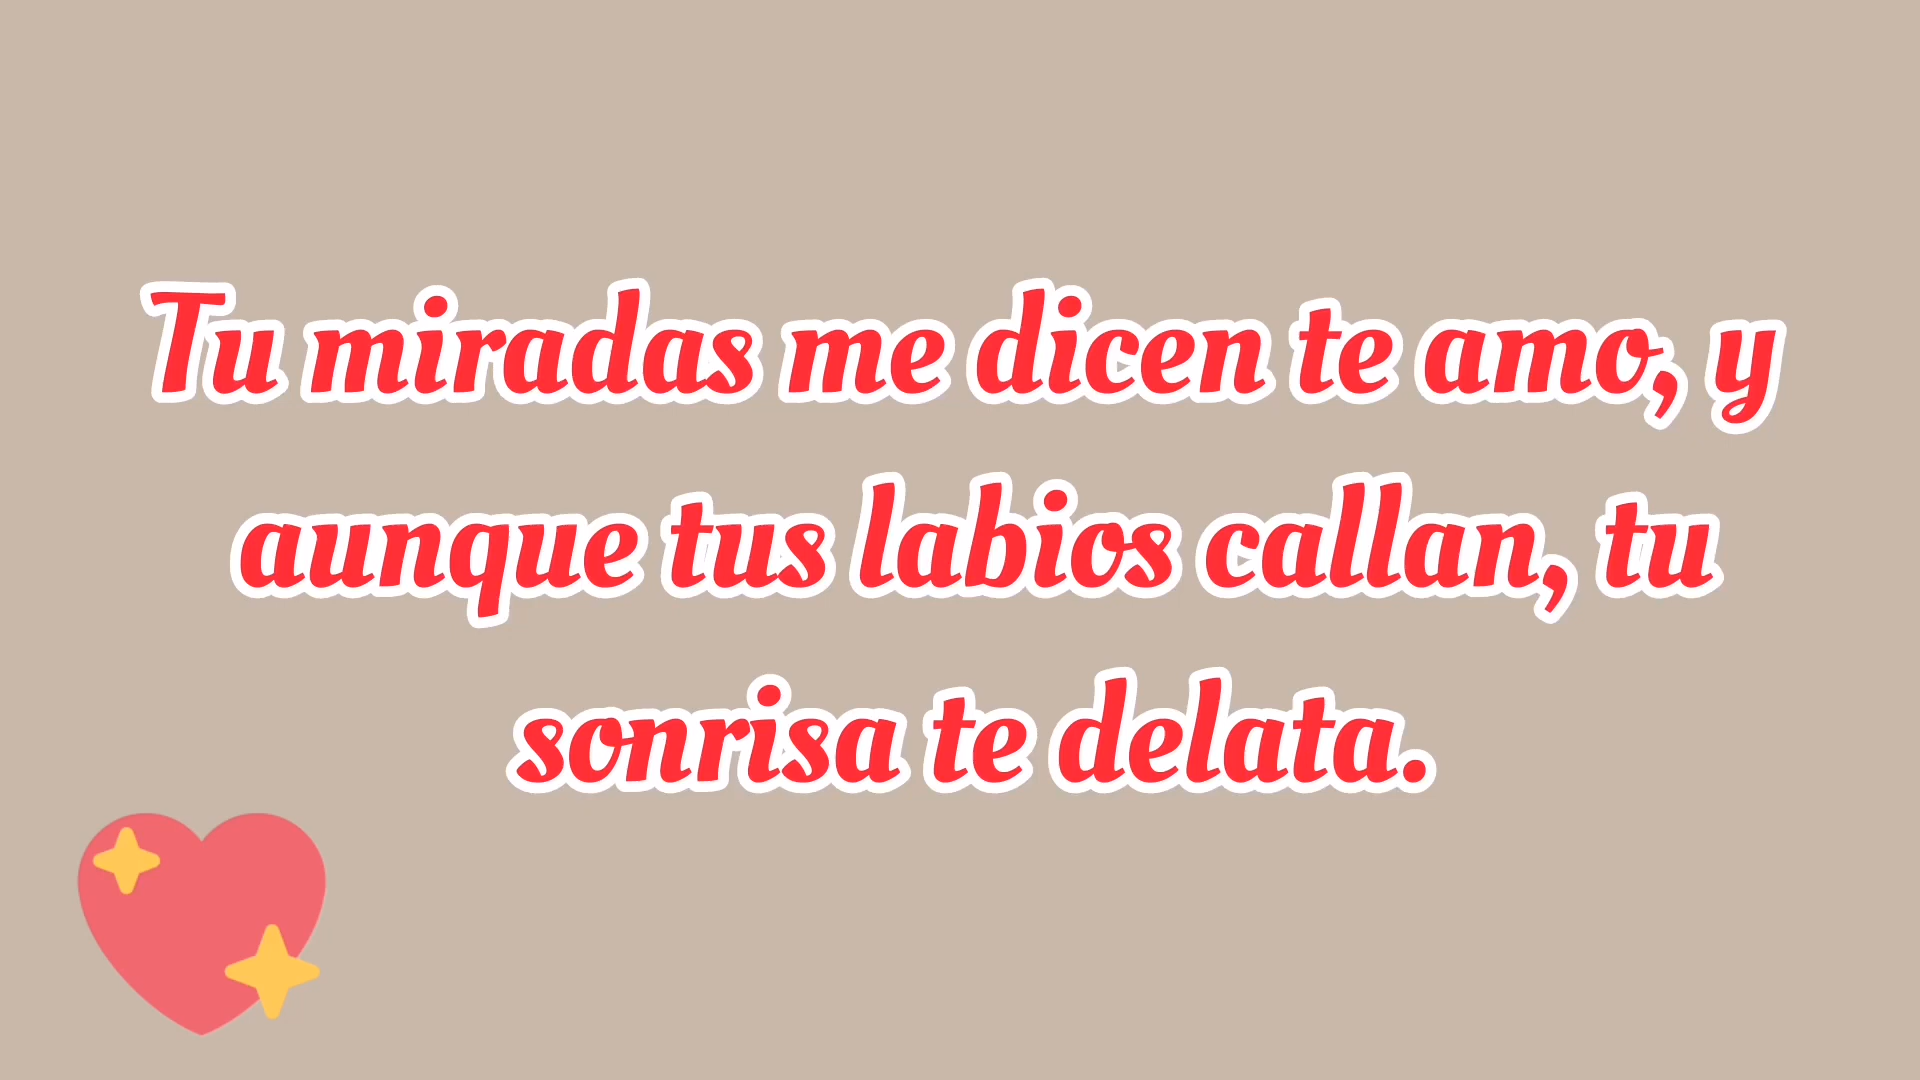 Tu miradas me dicen te amo, y
aunque tus labios callan, tu
sonrisa te delata.